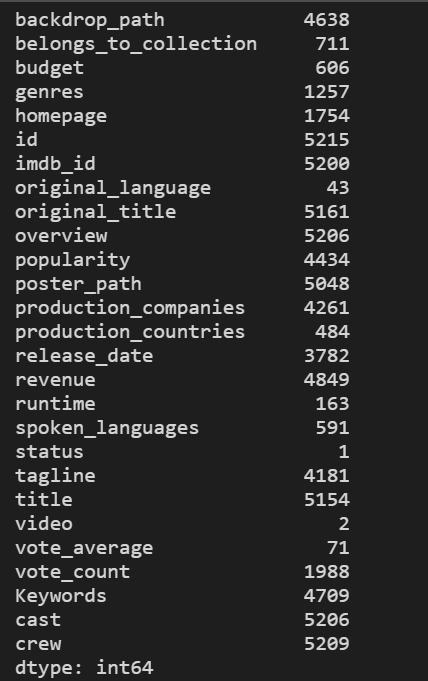 backdrop_path 4638
belongs_to_collection 711
budget 606
genres 1257
homepage 1754
id 5215
imdb_id 5200
original_language 43
original_title 5161
overview 5206
popularity 4434
poster_path 5048
production_companies 4261
production_countries 484
release_date 3782
revenue 4849
runtime 163
spoken_languages 591
status 1
tagline 4181
title 5154
video 2
vote_average 71
vote_count 1988
Keywords 4709
cast 5206
crew 5209
dtype: int64